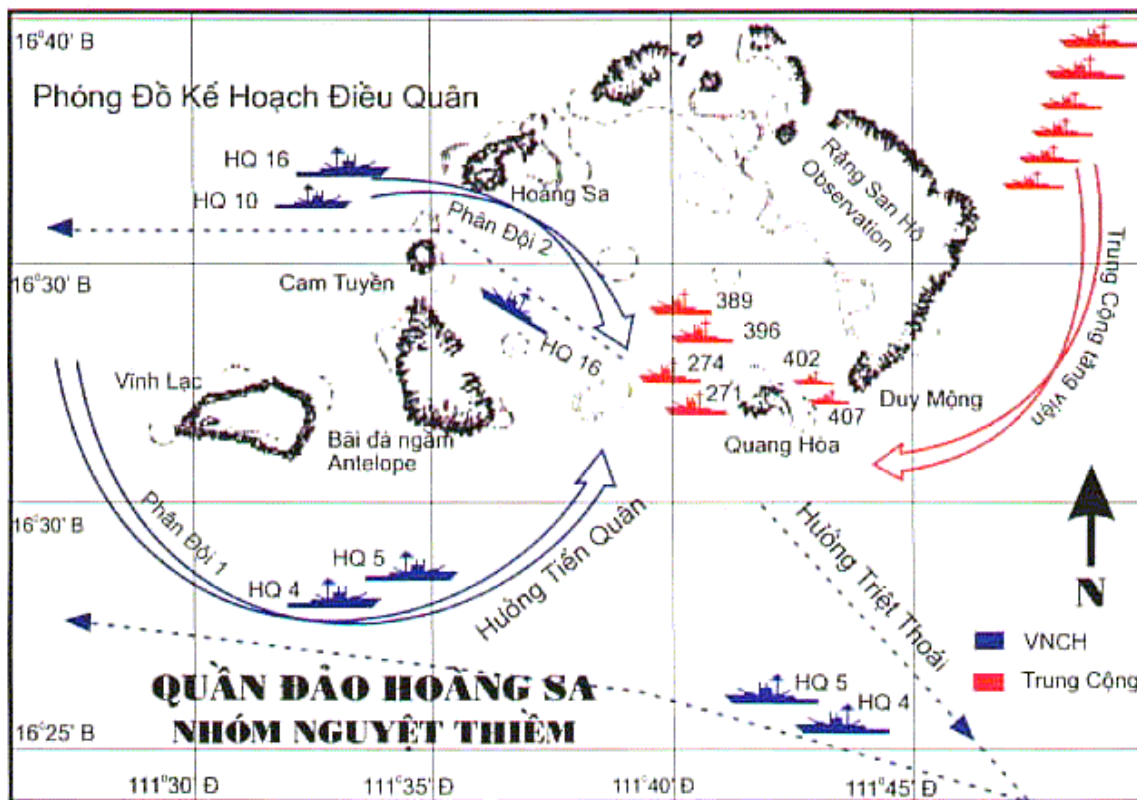 16°40' B
Phóng Đồ Kế Hoạch Điều Quân
HQ 16
HQ 10
Hoàng Sa
Phân Đội 2
Rặng San Hô
Observation
Trung Cộng tăng viện
16°30' B
Cam Tuyền
HQ 16
389
396
274
402
271
407
Duy Mộng
Quang Hòa
Vĩnh Lạc
Bãi đá ngầm
Antelope
16°30' B
Phân Đội 1
HQ 5
HQ 4
Hướng Tiến Quân
Hướng Triệt Thoái
N
VNCH
Trung Cộng
QUẦN ĐẢO HOÀNG SA
NHÓM NGUYỆT THIỀM
HQ 5
HQ 4
16°25' B
111°30 Đ
111°35' Đ
111°40' Đ
111°45' Đ